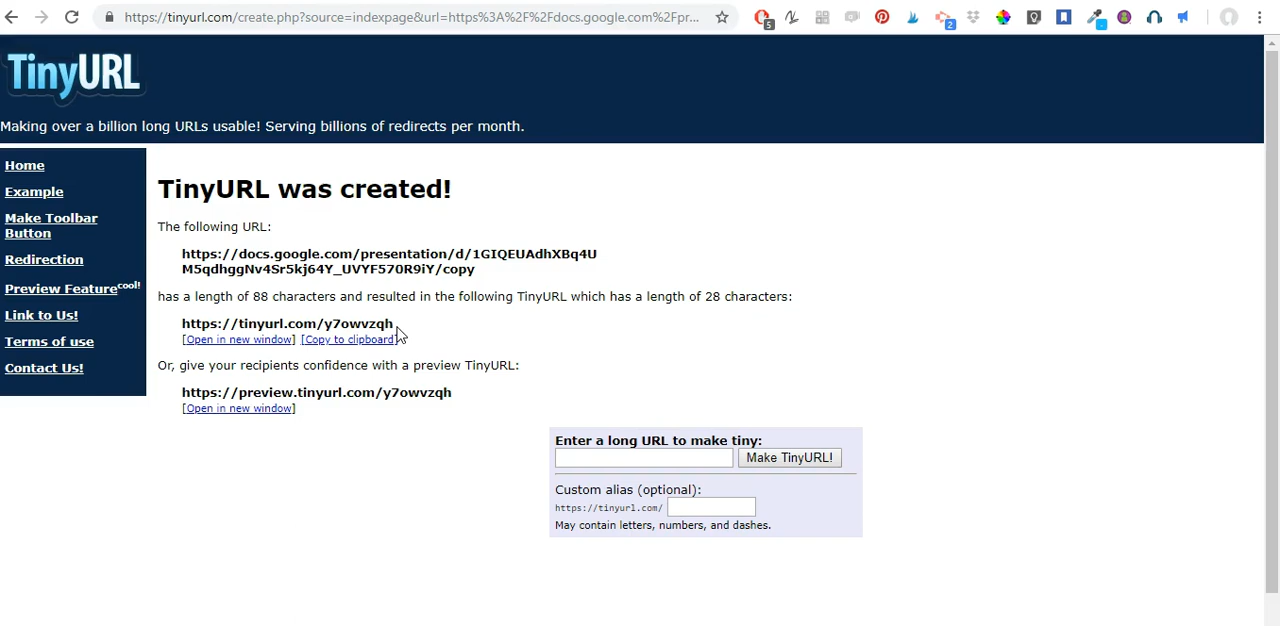 https://tinyurl.com/create.php?source=indexpage&url=https%3A%2F%2Fdocs.google.com%2Fpr...
5
2
TinyURL
Making over a billion long URLs usable! Serving billions of redirects per month.
Home
Example
Make Toolbar
Button
Redirection
Preview Featurecool!
Link to Us!
Terms of use
Contact Us!
TinyURL was created!
The following URL:
https://docs.google.com/presentation/d/1GIQEUAdhXBq4U
M5qdhggNv4Sr5kj64Y_UVYF570R9iY/copy
has a length of 88 characters and resulted in the following TinyURL which has a length of 28 characters:
https://tinyurl.com/y7owvzqh
[Open in new window] [Copy to clipboard]
Or, give your recipients confidence with a preview TinyURL:
https://preview.tinyurl.com/y7owvzqh
[Open in new window]
Enter a long URL to make tiny:
Make TinyURL!
Custom alias (optional):
https://tinyurl.com/
May contain letters, numbers, and dashes.